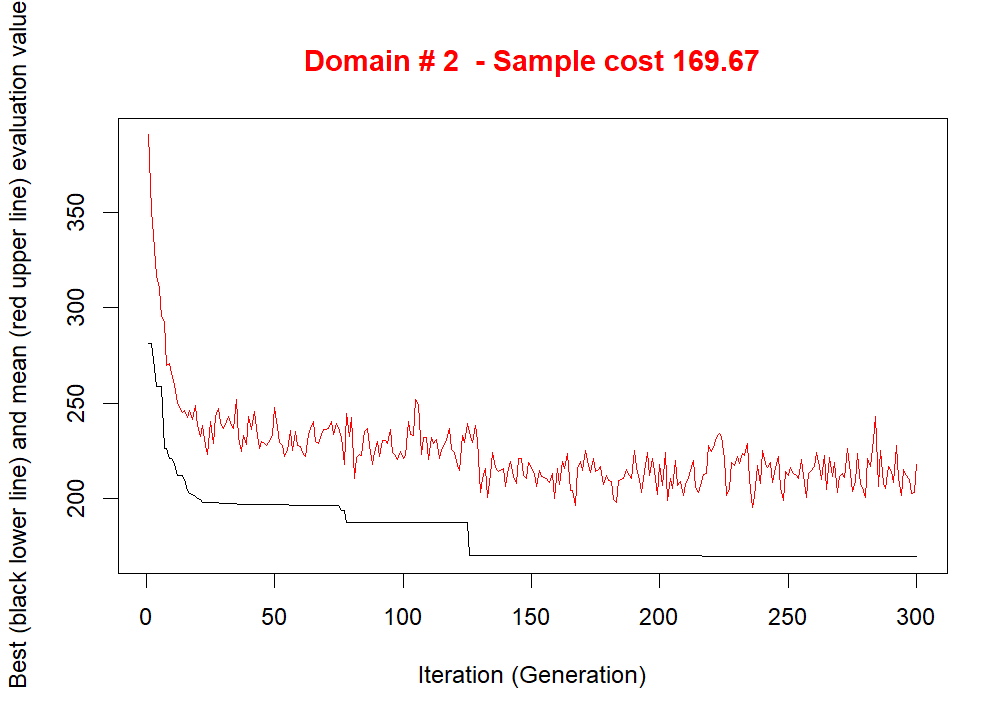 Domain # 2  - Sample cost 169.67
Best (black lower line) and mean (red upper line) evaluation value
350
300
250
200
0 50 100 150 200 250 300
Iteration (Generation)